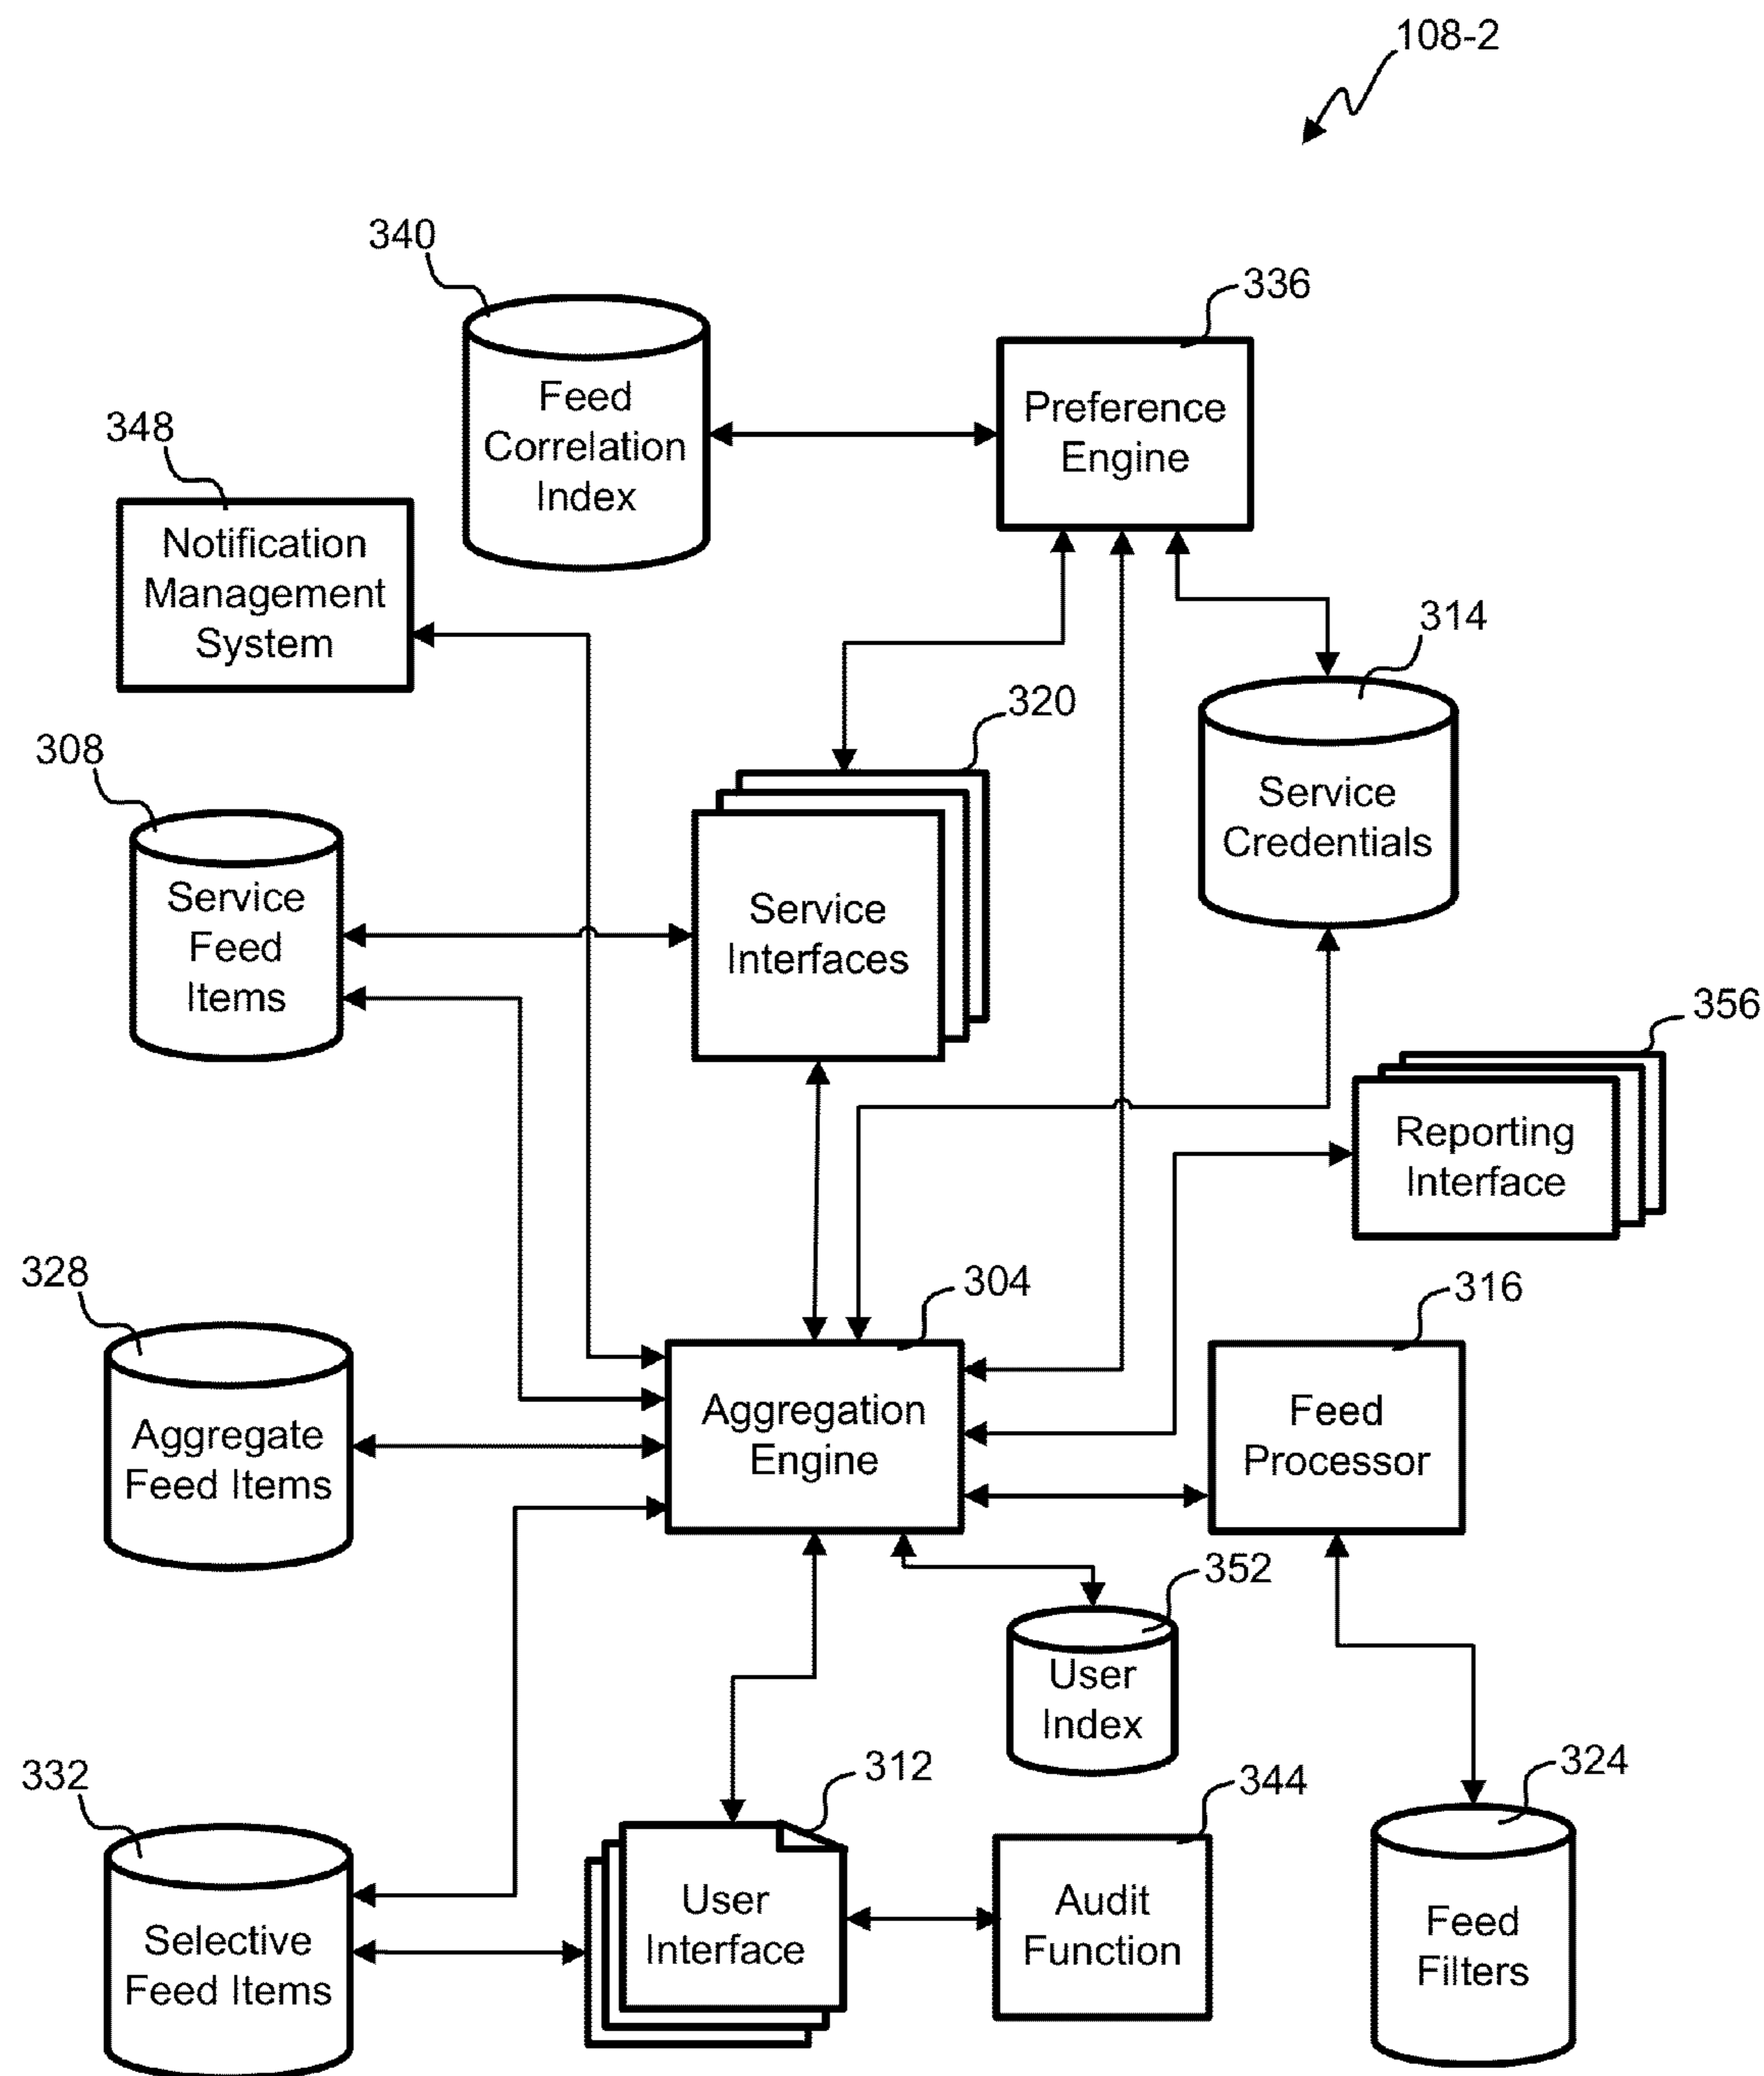 108-2
340
336
Feed
Correlation
Index
Preference
Engine
348
Notification
Management
System
314
320
308
Service
Credentials
Service
Feed
Items
Service
Interfaces
356
Reporting
Interface
328
304
316
Aggregation
Engine
Feed
Processor
Aggregate
Feed Items
352
User
Index
332
312
344
324
User
Interface
Audit
Function
Selective
Feed Items
Feed
Filters